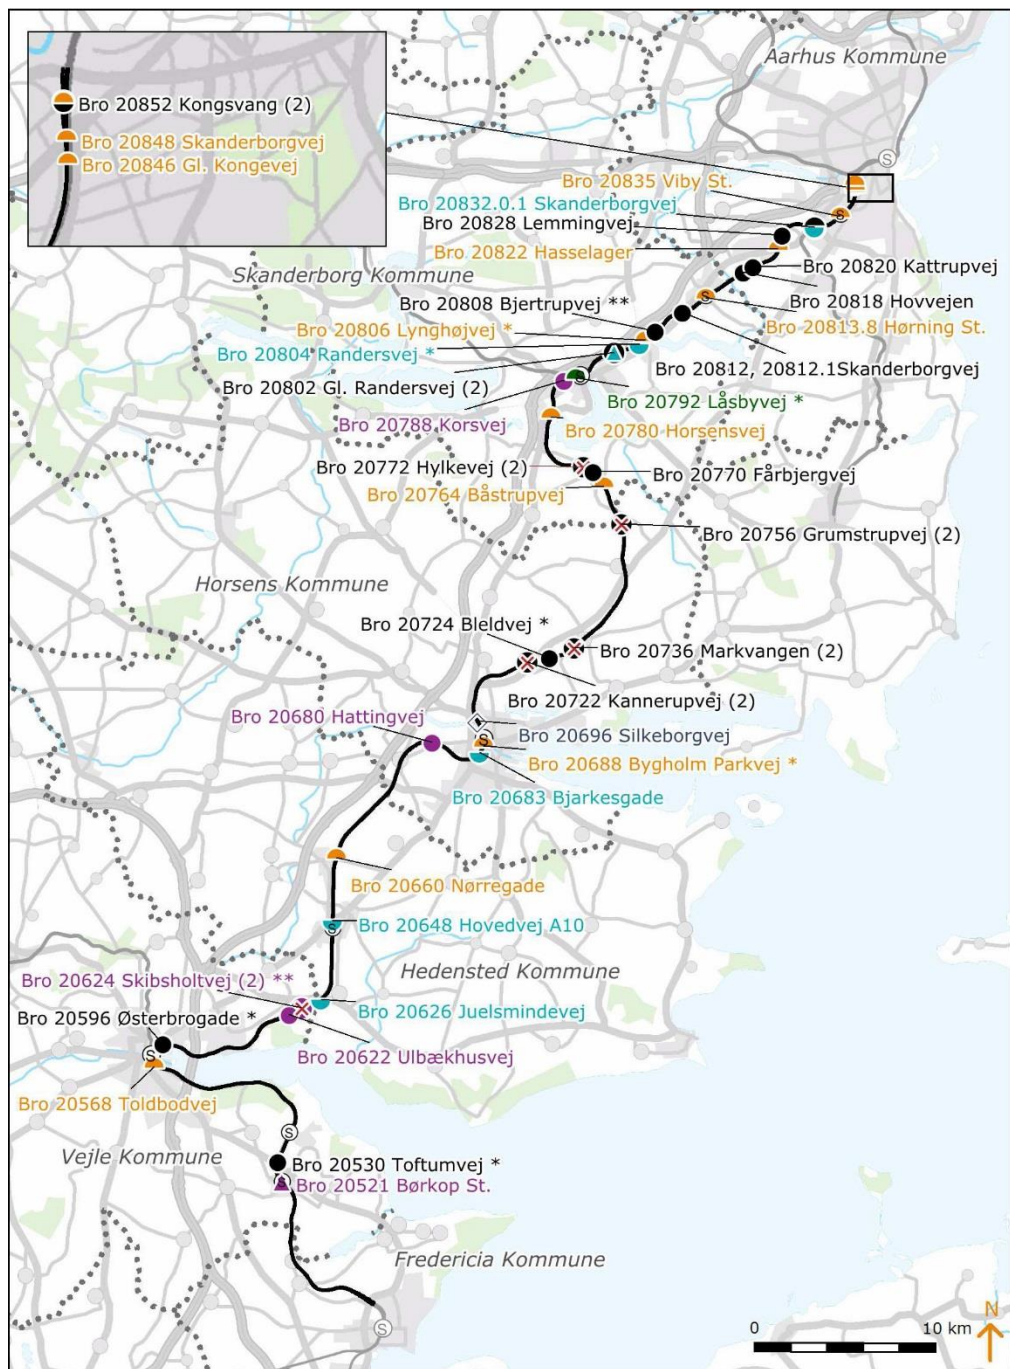 Aarhus Kommune
Bro 20852 Kongsvang (2)
Bro 20848 Skanderborgvej
Bro 20846 Gl. Kongevej
S
Bro 20835 Viby St.
Bro 20832.0.1 Skanderborgvej
Bro 20828 Lemmingvej
S
Bro 20822 Hasselager
Skanderborg Kommune
Bro 20820 Kattrupvej
Bro 20808 Bjertrupvej **
S
Bro 20818 Hovvejen
Bro 20806 Lynghøjvej *
Bro 20813.8 Hørning St.
Bro 20804 Randersvej *
Bro 20812, 20812.1Skanderborgvej
Bro 20802 Gl. Randersvej (2)
S
Bro 20792 Låsbyvej *
Bro 20788 Korsvej
Bro 20780 Horsensvej
Bro 20772 Hylkevej (2)
Bro 20770 Fårbjergvej
Bro 20764 Båstrupvej
Bro 20756 Grumstrupvej (2)
Horsens Kommune
Bro 20724 Bleldvej *
Bro 20736 Markvangen (2)
Bro 20722 Kannerupvej (2)
Bro 20680 Hattingvej
Bro 20696 Silkeborgvej
S
Bro 20688 Bygholm Parkvej *
Bro 20683 Bjarkesgade
Bro 20660 Nørregade
S
Bro 20648 Hovedvej A10
Hedensted Kommune
Bro 20624 Skibsholtvej (2) **
Bro 20626 Juelsmindevej
Bro 20596 Østerbrogade *
S
Bro 20622 Ulbækhusvej
Bro 20568 Toldbodvej
S
Vejle Kommune
Bro 20530 Toftumvej *
S
Bro 20521 Børkop St.
Fredericia Kommune
S
0 10 km
N